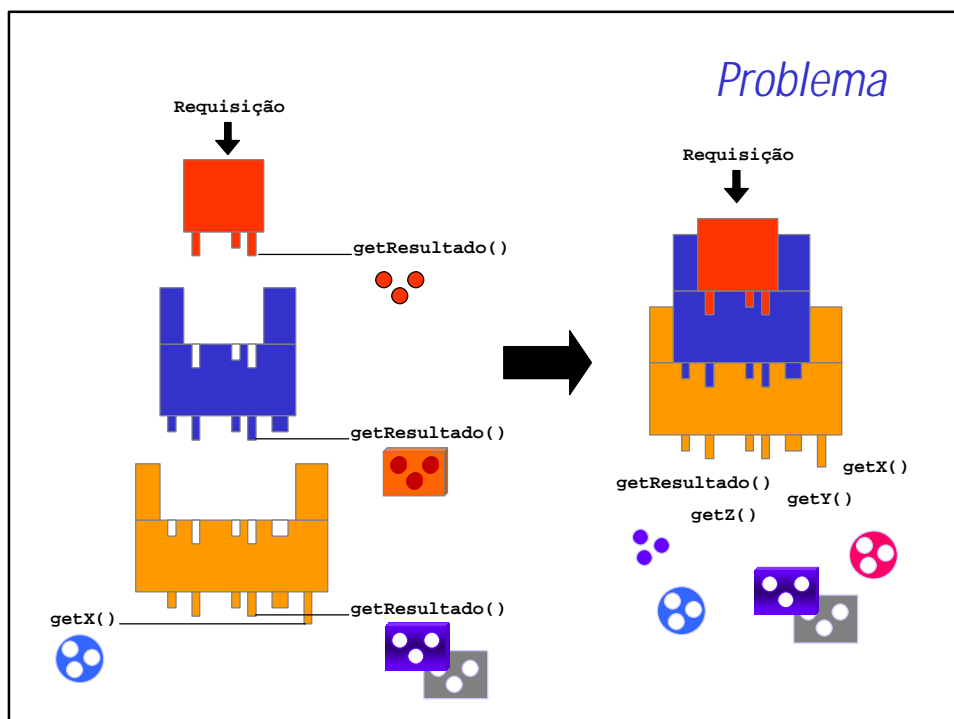 Problema
Requisição
getResultado()
getResultado()
getResultado()
getX()
Requisição
getX()
getResultado()
getY()
getZ()